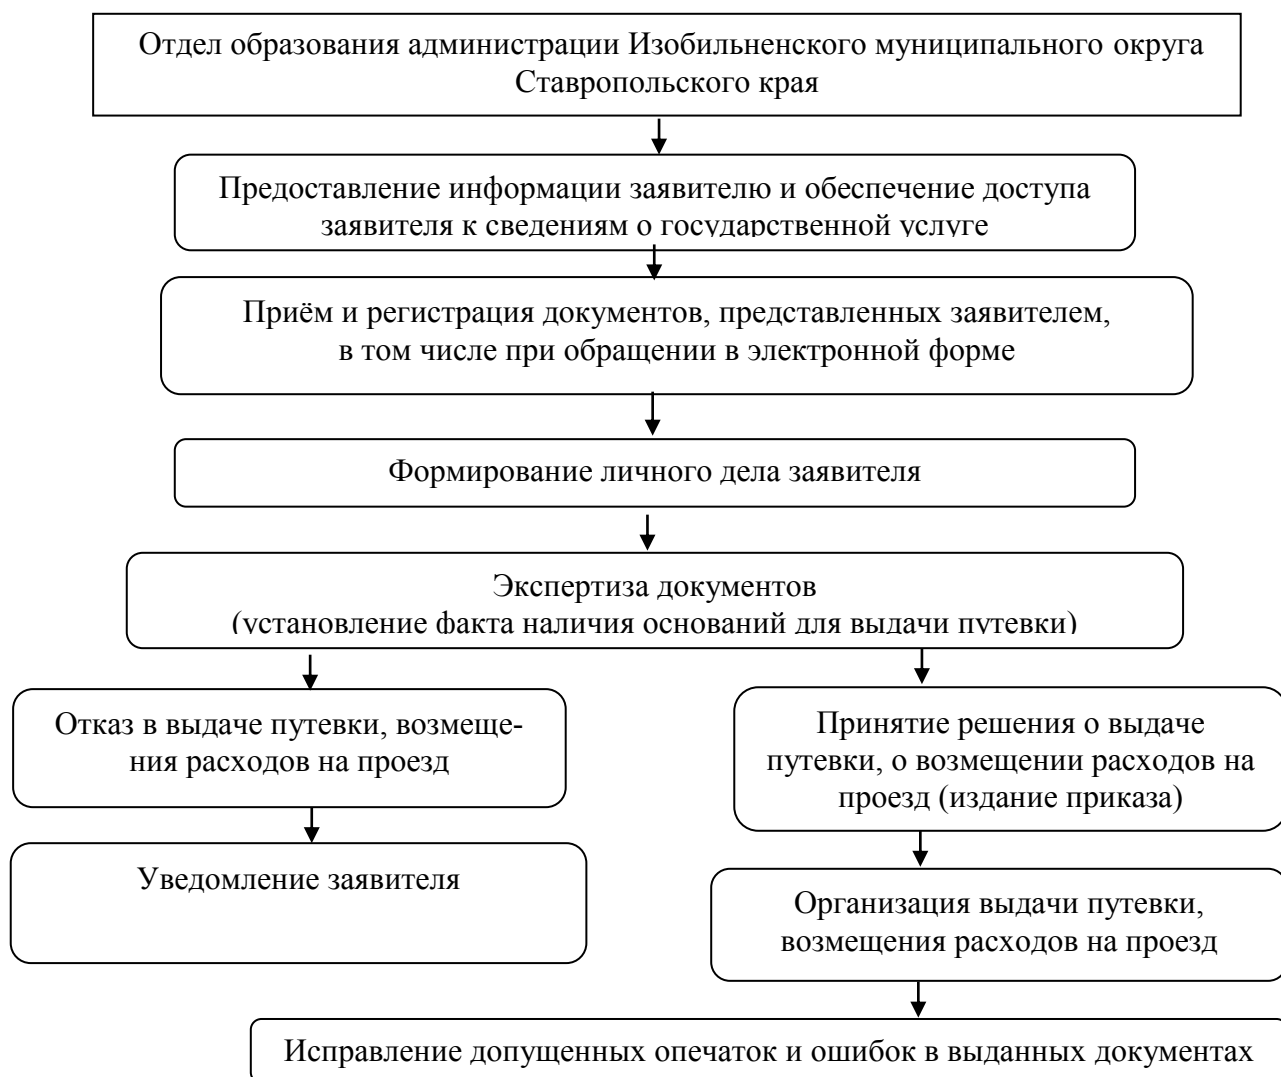 Отдел образования администрации Изобильненского муниципального округа
Ставропольского края
Предоставление информации заявителю и обеспечение доступа
заявителя к сведениям о государственной услуге
Приём и регистрация документов, представленных заявителем,
в том числе при обращении в электронной форме
Формирование личного дела заявителя
Экспертиза документов
(установление факта наличия оснований для выдачи путевки)
Отказ в выдаче путевки, возмеще-
ния расходов на проезд
Уведомление заявителя
Принятие решения о выдаче
путевки, о возмещении расходов на
проезд (издание приказа)
Организация выдачи путевки,
возмещения расходов на проезд
Исправление допущенных опечаток и ошибок в выданных документах